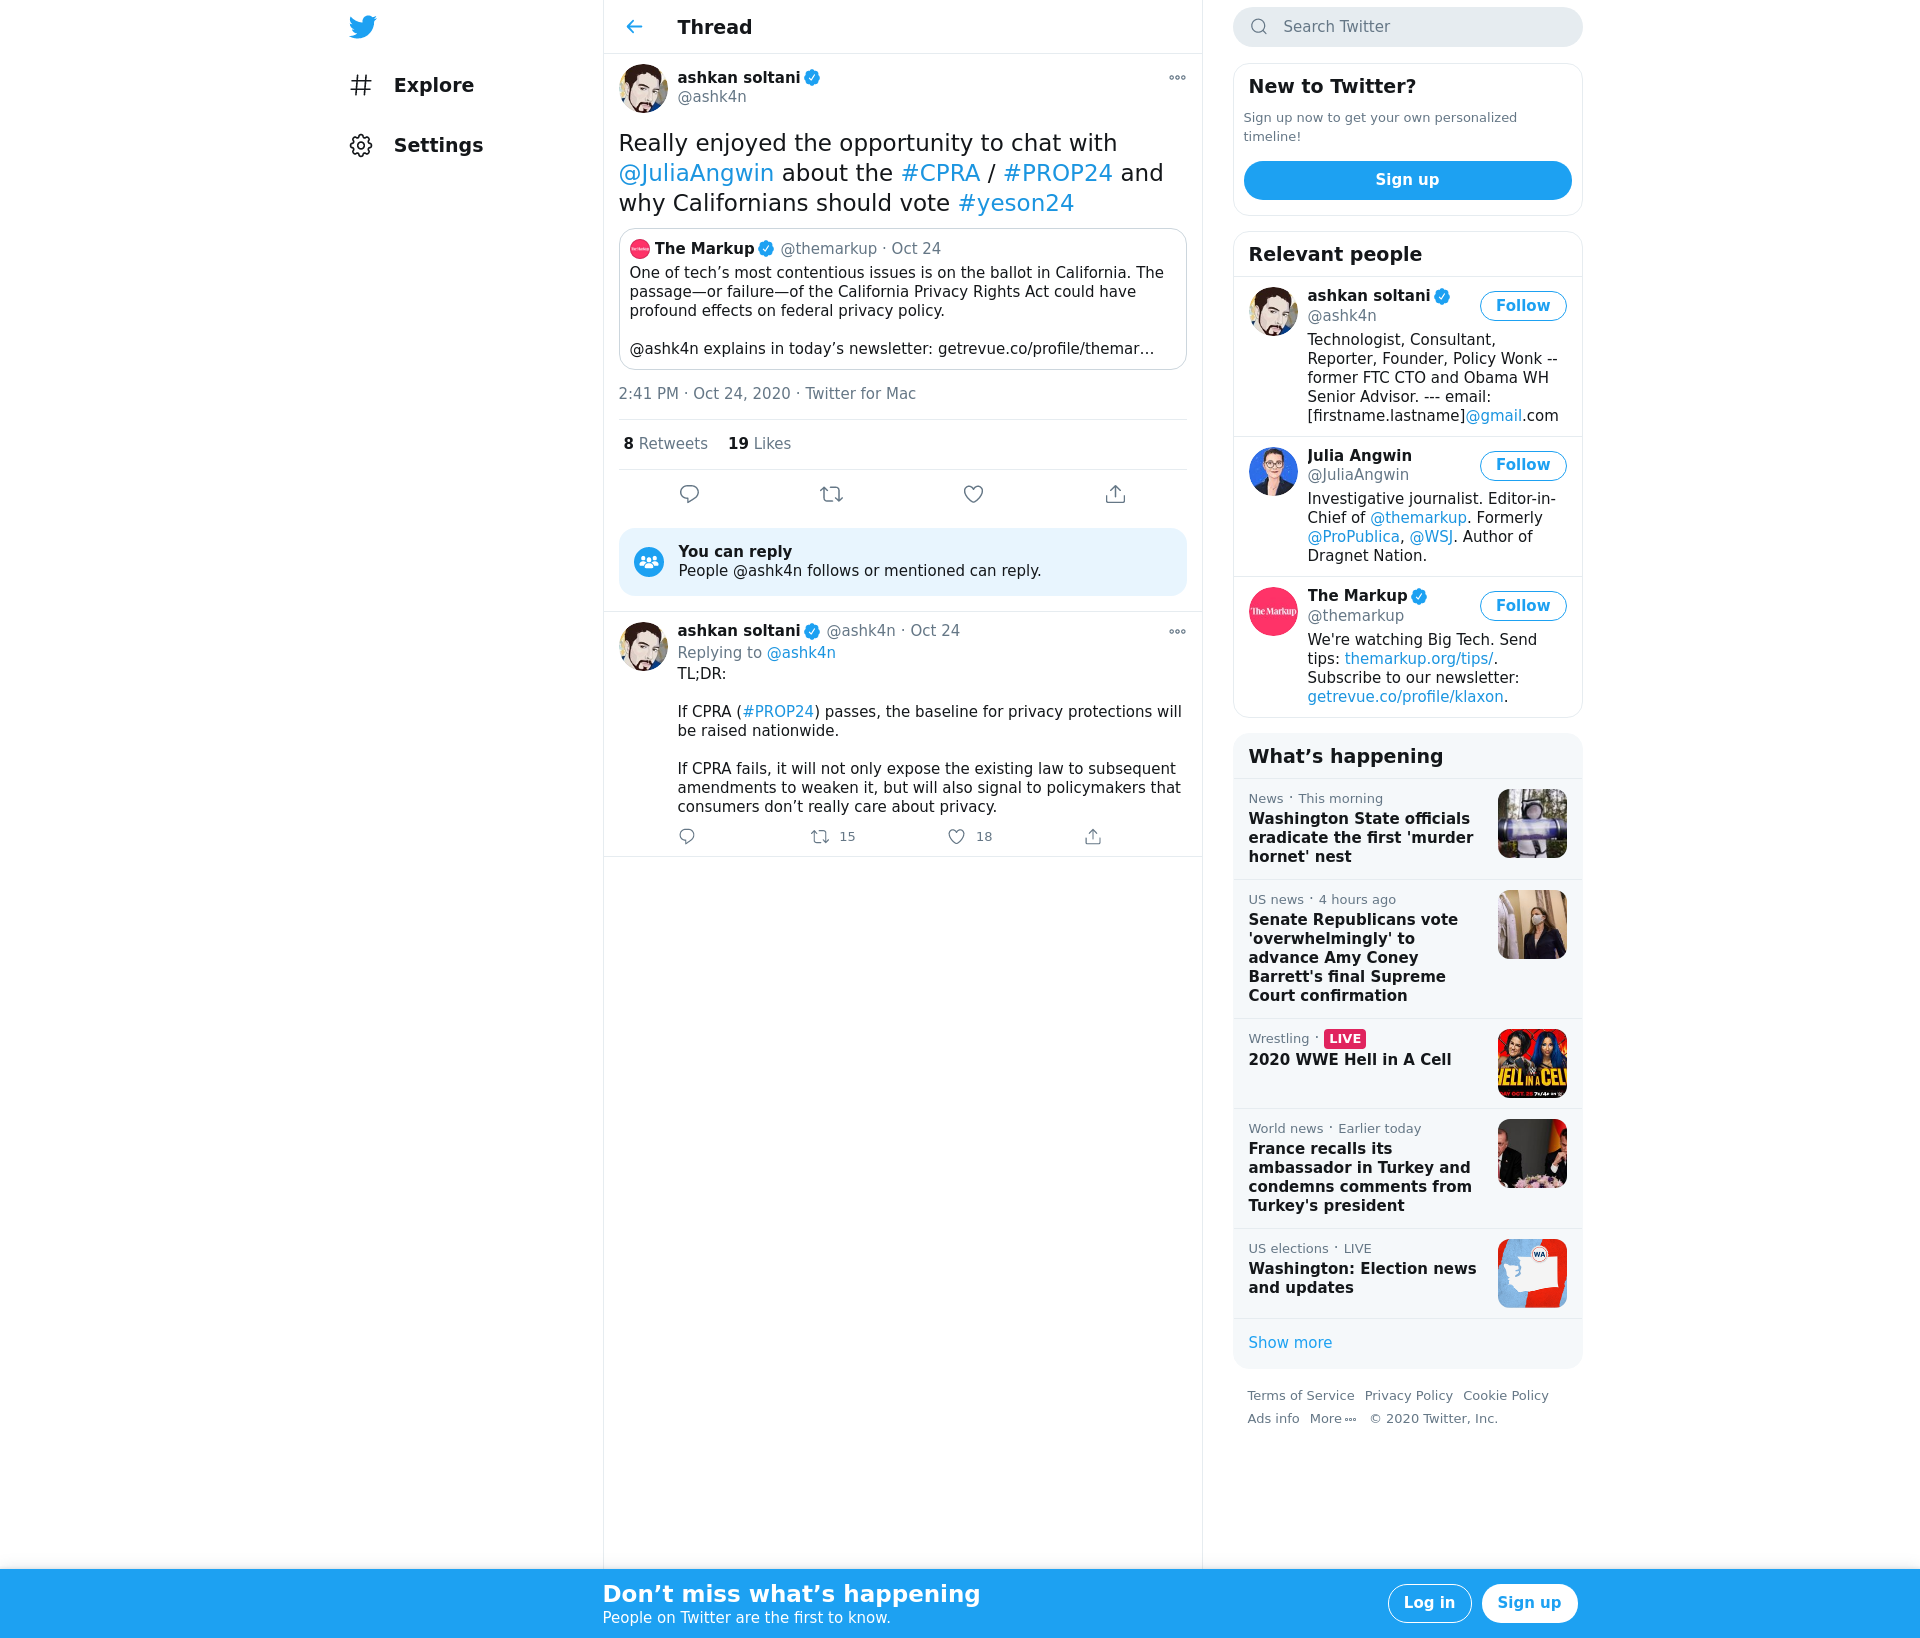 Explore
Settings
Thread
ashkan soltani
@ashk4n
Really enjoyed the opportunity to chat with
@JuliaAngwin about the #CPRA / #PROP24 and
why Californians should vote #yeson24
The Markup @themarkup · Oct 24
One of tech’s most contentious issues is on the ballot in California. The
passage—or failure—of the California Privacy Rights Act could have
profound effects on federal privacy policy.
@ashk4n explains in today’s newsletter: getrevue.co/profile/themar…
2:41 PM · Oct 24, 2020 · Twitter for Mac
8 Retweets 19 Likes
You can reply
People @ashk4n follows or mentioned can reply.
ashkan soltani @ashk4n · Oct 24
Replying to @ashk4n
TL;DR:
If CPRA (#PROP24) passes, the baseline for privacy protections will
be raised nationwide.
If CPRA fails, it will not only expose the existing law to subsequent
amendments to weaken it, but will also signal to policymakers that
consumers don’t really care about privacy.
15 18
Search Twitter
New to Twitter?
Sign up now to get your own personalized
timeline!
Sign up
Relevant people
ashkan soltani
@ashk4n
Follow
Technologist, Consultant,
Reporter, Founder, Policy Wonk --
former FTC CTO and Obama WH
Senior Advisor. --- email:
[firstname.lastname]@gmail.com
Julia Angwin
@JuliaAngwin
Follow
Investigative journalist. Editor-in-
Chief of @themarkup. Formerly
@ProPublica, @WSJ. Author of
Dragnet Nation.
The Markup
The Markup
@themarkup
Follow
We're watching Big Tech. Send
tips: themarkup.org/tips/.
Subscribe to our newsletter:
getrevue.co/profile/klaxon.
What’s happening
News · This morning
Washington State officials
eradicate the first 'murder
hornet' nest
US news · 4 hours ago
Senate Republicans vote
'overwhelmingly' to
advance Amy Coney
Barrett's final Supreme
Court confirmation
Wrestling · LIVE
2020 WWE Hell in A Cell
HELL IN A CELL
World news · Earlier today
France recalls its
ambassador in Turkey and
condemns comments from
Turkey's president
US elections · LIVE
Washington: Election news
and updates
WA
Show more
Terms of Service Privacy Policy Cookie Policy
Ads info More © 2020 Twitter, Inc.
Don’t miss what’s happening
People on Twitter are the first to know.
Log in
Sign up